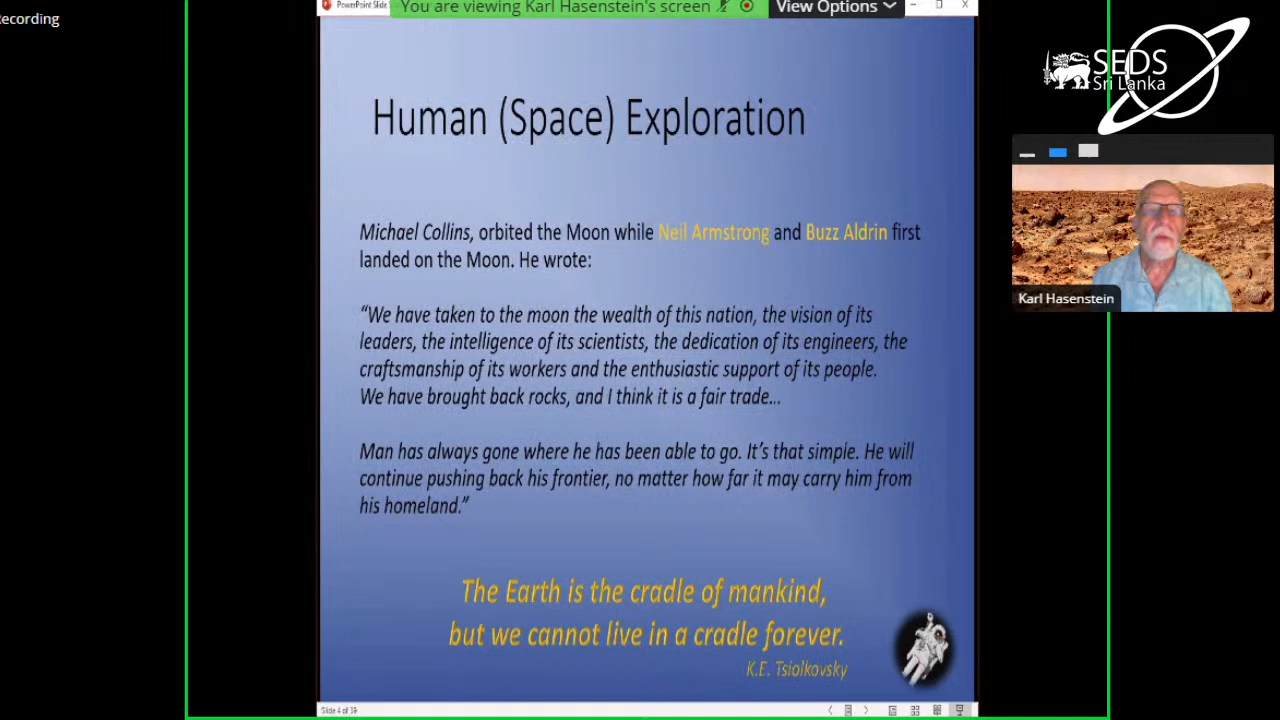 Recording
PowerPoint Slide S
You are viewing Karl Hasenstein's screen
View Options
SEDS
Sri Lanka
Human (Space) Exploration
Karl Hasenstein
Michael Collins, orbited the Moon while Neil Armstrong and Buzz Aldrin first
landed on the Moon. He wrote:
“We have taken to the moon the wealth of this nation, the vision of its
leaders, the intelligence of its scientists, the dedication of its engineers, the
craftsmanship of its workers and the enthusiastic support of its people.
We have brought back rocks, and I think it is a fair trade…
Man has always gone where he has been able to go. It’s that simple. He will
continue pushing back his frontier, no matter how far it may carry him from
his homeland.”
The Earth is the cradle of mankind,
but we cannot live in a cradle forever.
K.E. Tsiolkovsky